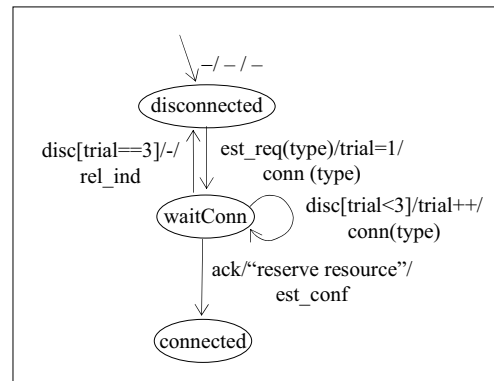 –/ – / –
disconnected
disc[trial==3]/-/
rel_ind
est_req(type)/trial=1/
conn (type)
waitConn
disc[trial<3]/trial++/
conn(type)
ack/“reserve resource”/
est_conf
connected